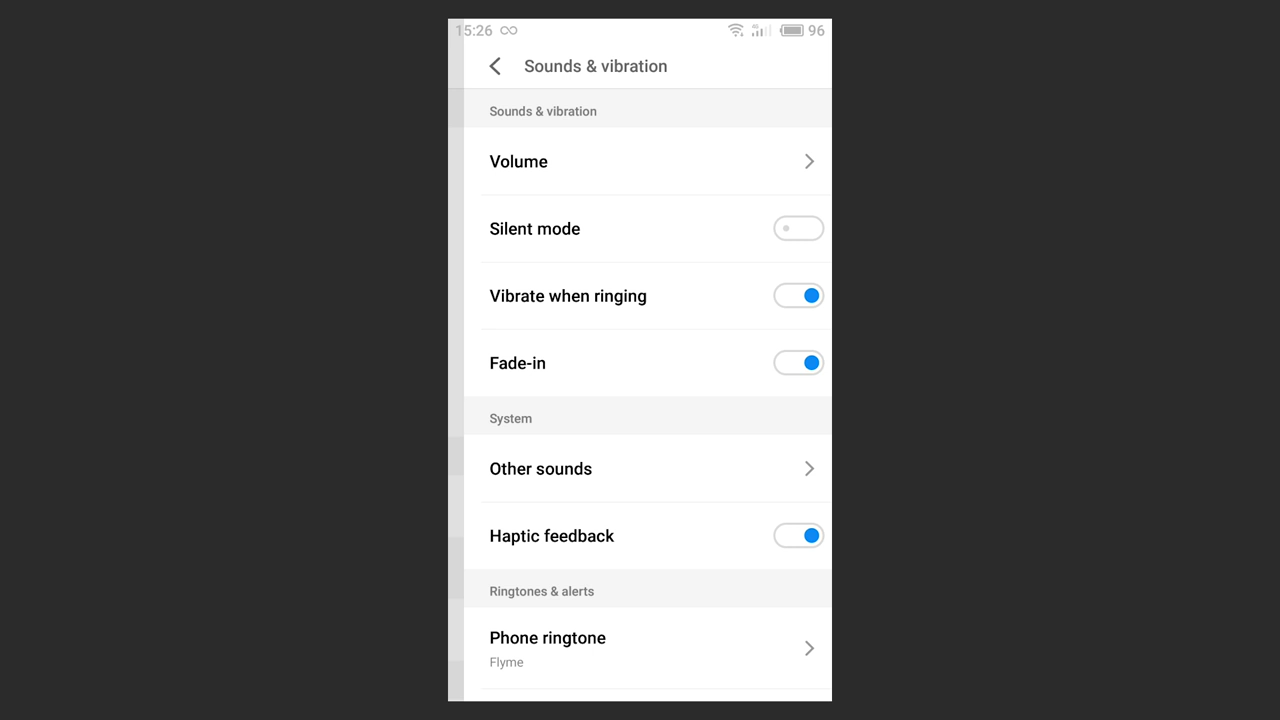 15:26 96
Sounds & vibration
Sounds & vibration
Volume
Silent mode
Vibrate when ringing
Fade-in
System
Other sounds
Haptic feedback
Ringtones & alerts
Phone ringtone
Flyme